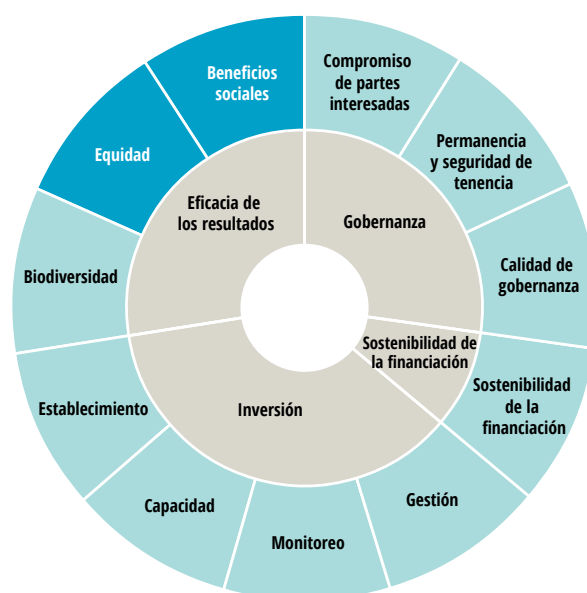 Beneficios
sociales
Compromiso
de partes
interesadas
Equidad
Permanencia
y seguridad de
tenencia
Eficacia de
los resultados
Gobernanza
Biodiversidad
Calidad de
gobernanza
Sostenibilidad de
la financiación
Establecimiento
Inversión
Sostenibilidad
de la
financiación
Capacidad
Gestión
Monitoreo